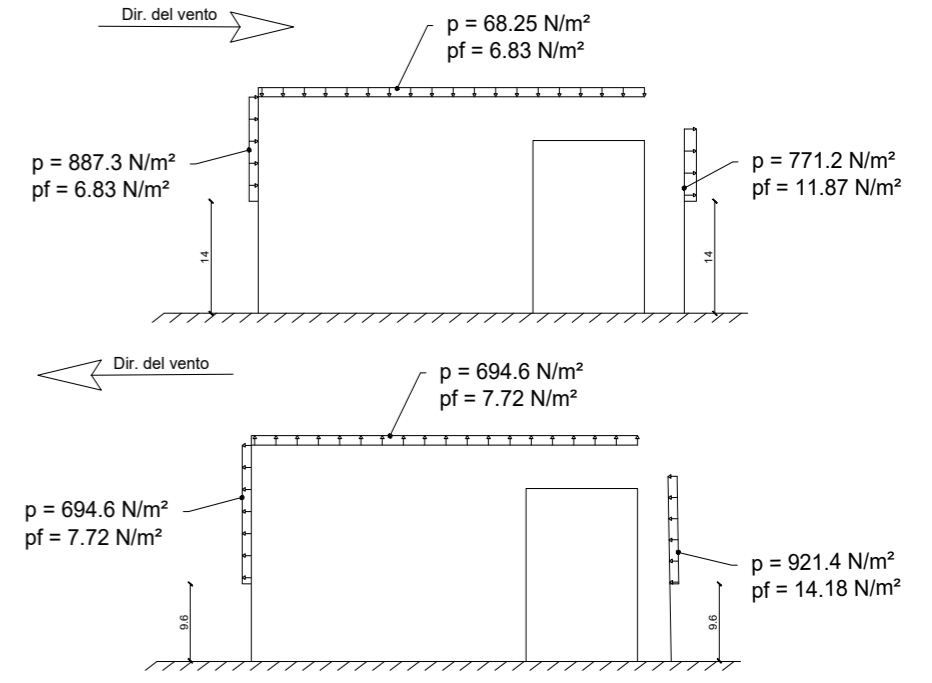 Dir. del vento
p = 68.25 N/m²
pf = 6.83 N/m²
p = 887.3 N/m²
pf = 6.83 N/m²
p = 771.2 N/m²
pf = 11.87 N/m²
14
14
Dir. del vento
p = 694.6 N/m²
pf = 7.72 N/m²
p = 694.6 N/m²
pf = 7.72 N/m²
p = 921.4 N/m²
pf = 14.18 N/m²
9.6
9.6